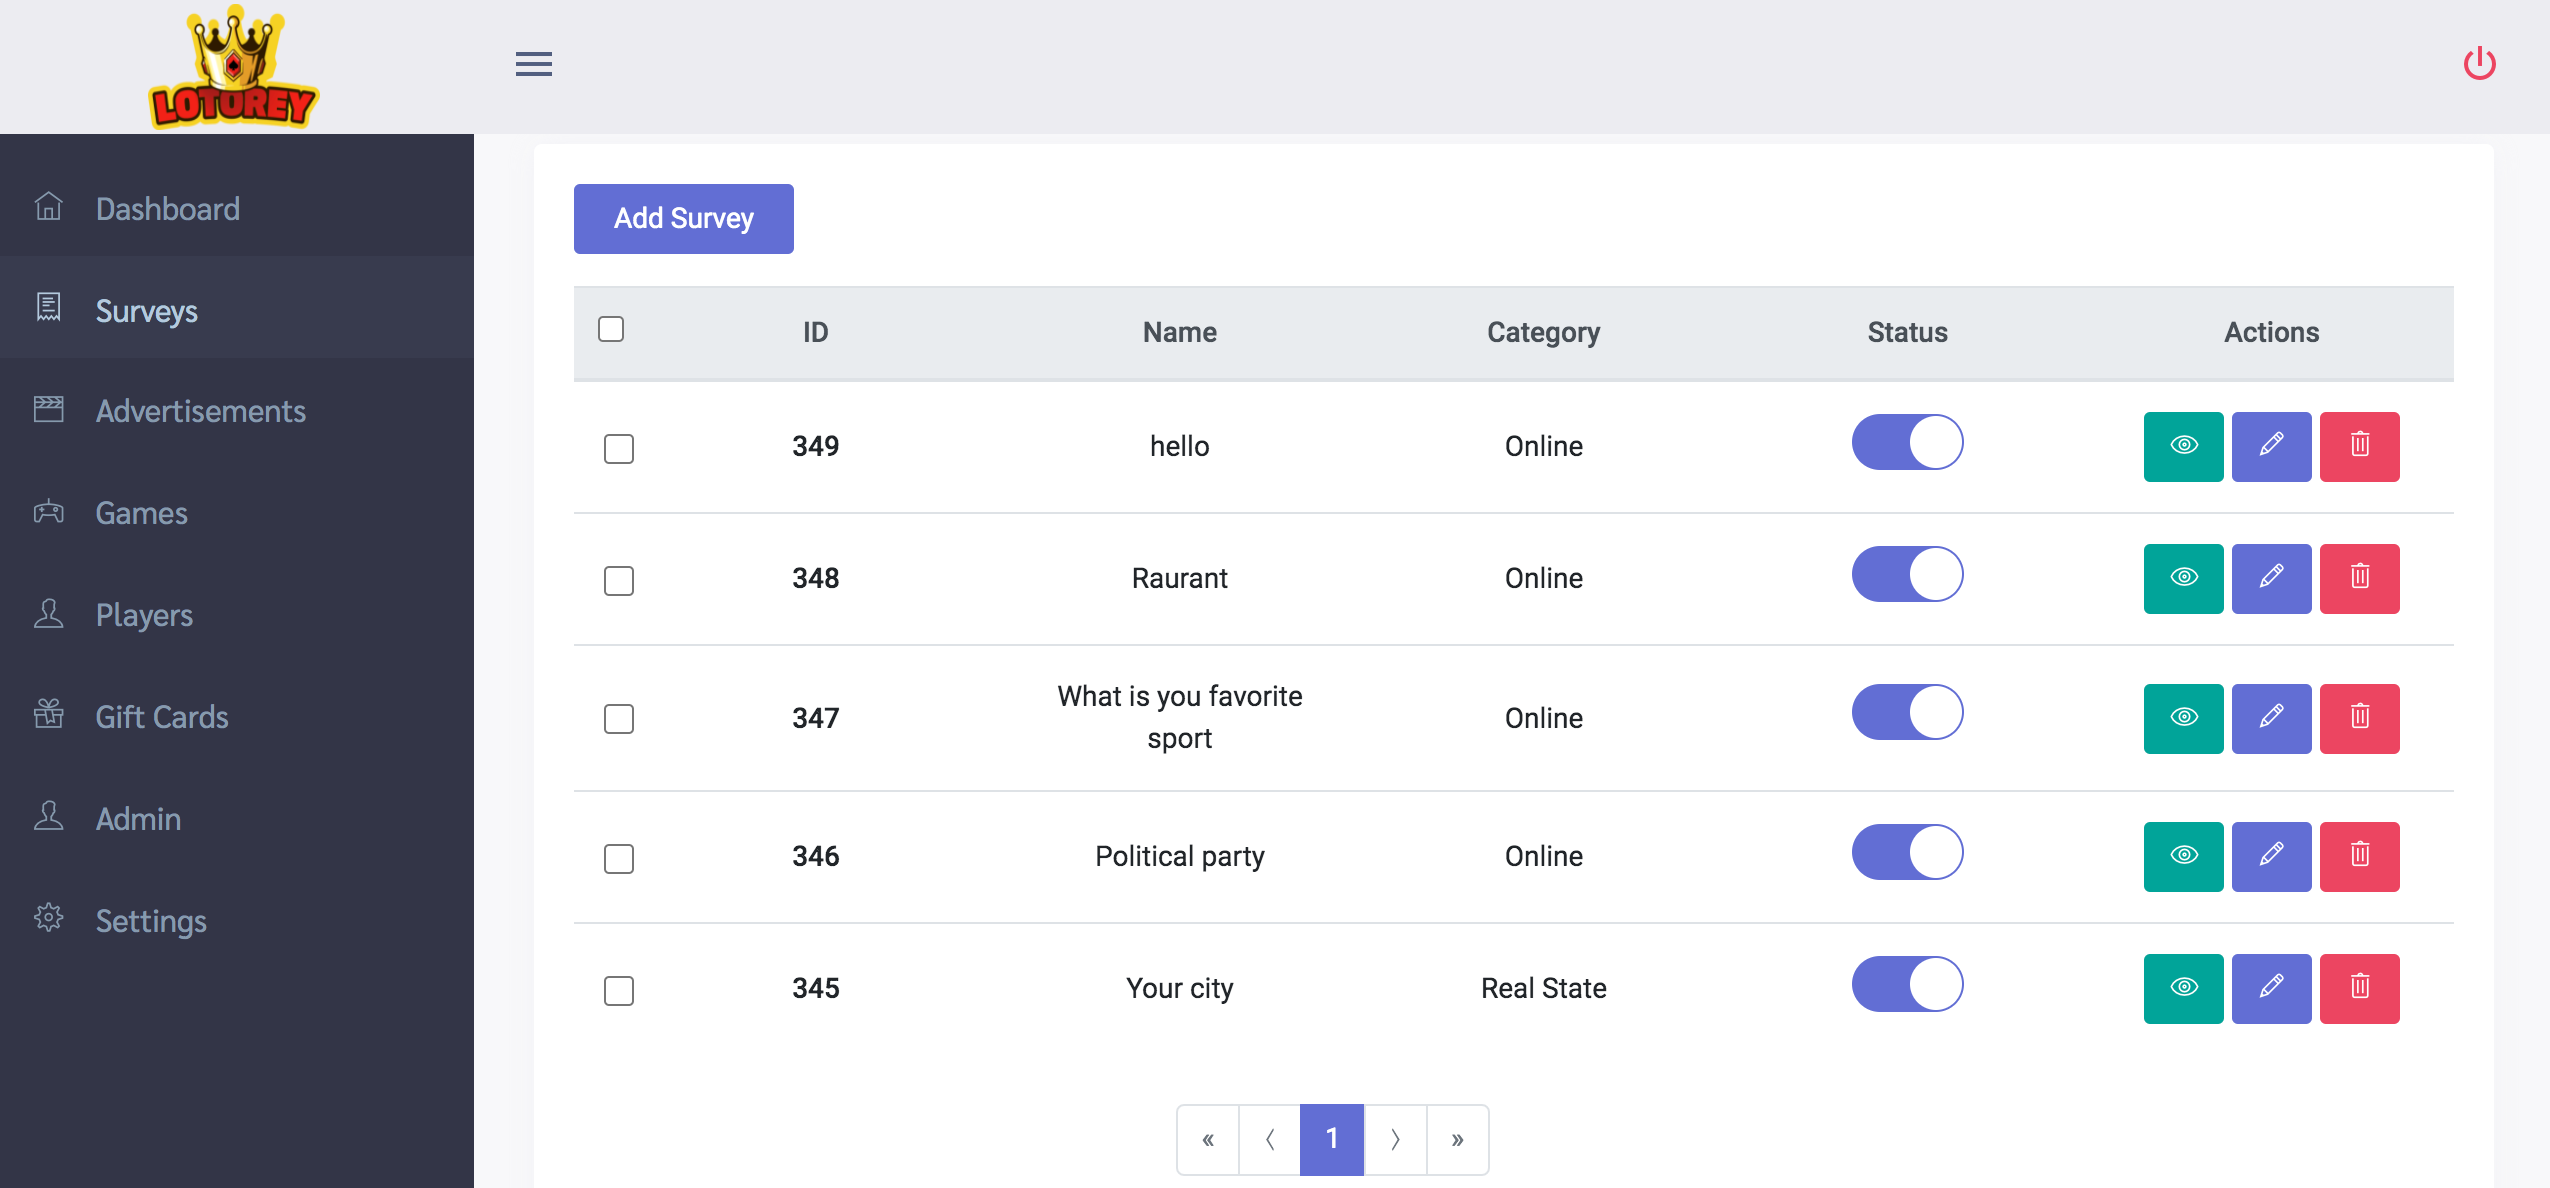 LOTOREY
Dashboard
Surveys
Advertisements
Games
Players
Gift Cards
Admin
Settings
Add Survey
ID Name Category Status Actions
349 hello Online
348 Raurant Online
347 What is you favorite Online
sport
346 Political party Online
345 Your city Real State
« 〈 1 〉 »